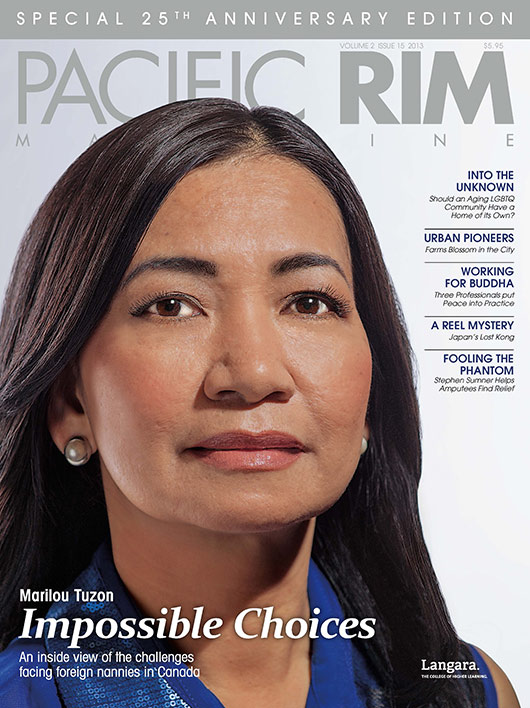 SPECIAL 25TH ANNIVERSARY EDITION
VOLUME 2 ISSUE 15 2013
$5.95
PACIFIC RIM
MAGAZINE
INTO THE
UNKNOWN
Should an Aging LGBTQ
Community Have a
Home of Its Own?
URBAN PIONEERS
Farms Blossom in the City
WORKING
FOR BUDDHA
Three Professionals put
Peace into Practice
A REEL MYSTERY
Japan's Lost Kong
FOOLING THE
PHANTOM
Stephen Sumner Helps
Amputees Find Relief
Marilou Tuzon
Impossible Choices
An inside view of the challenges
facing foreign nannies in Canada
Langara.
THE COLLEGE OF HIGHER LEARNING.